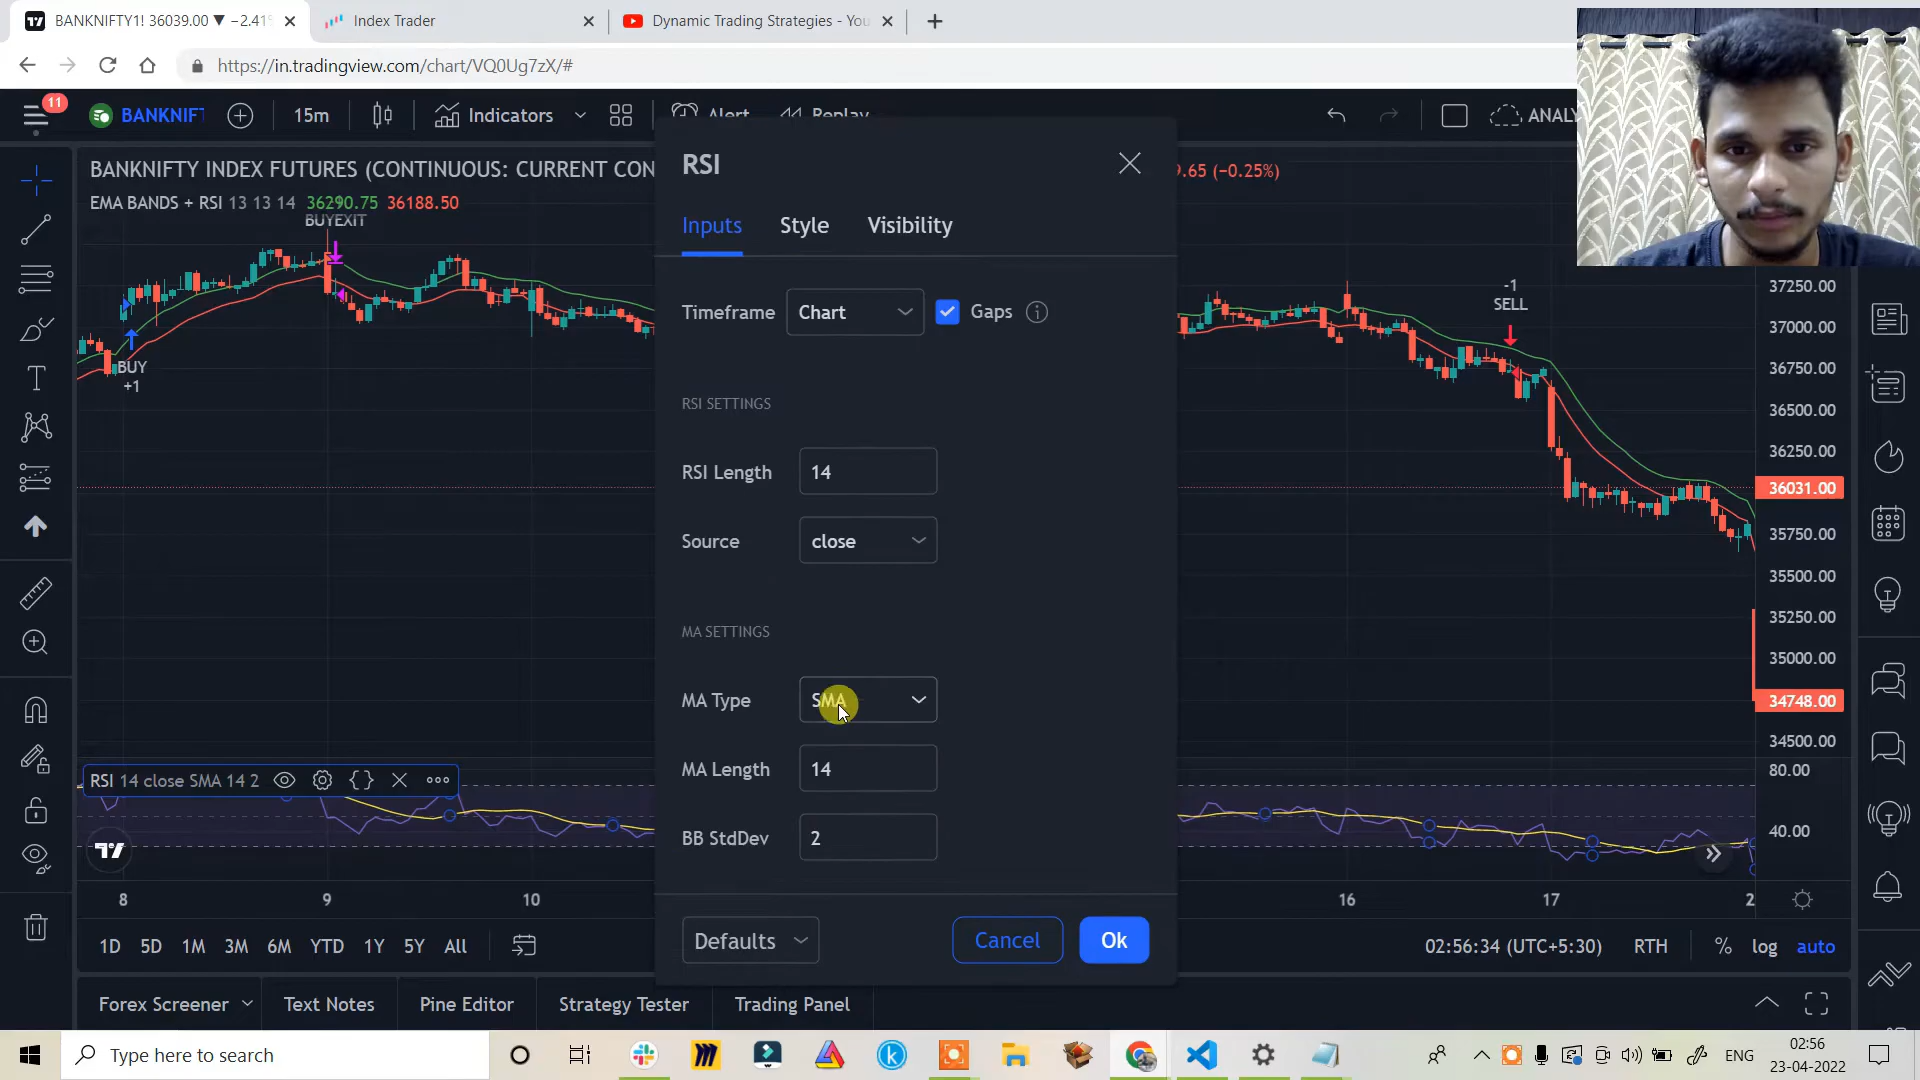 BANKNIFTY1! 36039.00 ▼ −2.41%
Index Trader
Dynamic Trading Strategies - You
https://in.tradingview.com/chart/VQ0Ug7zX/#
11
BANKNIFT
15m
Indicators
Alert
Replay
ANALY
BANKNIFTY INDEX FUTURES (CONTINUOUS: CURRENT CON
9.65 (−0.25%)
EMA BANDS + RSI 13 13 14 36290.75 36188.50
BUYEXIT
BUY
+1
-1
SELL
RSI
Inputs
Style
Visibility
Timeframe
Chart
Gaps
RSI SETTINGS
RSI Length
14
Source
close
MA SETTINGS
MA Type
SMA
MA Length
14
BB StdDev
2
Defaults
Cancel
Ok
37250.00
37000.00
36750.00
36500.00
36250.00
36031.00
35750.00
35500.00
35250.00
35000.00
34748.00
34500.00
80.00
40.00
RSI 14 close SMA 14 2
8
9
10
16
17
2
1D
5D
1M
3M
6M
YTD
1Y
5Y
All
02:56:34 (UTC+5:30)
RTH
%
log
auto
Forex Screener
Text Notes
Pine Editor
Strategy Tester
Trading Panel
Type here to search
ENG
02:56
23-04-2022